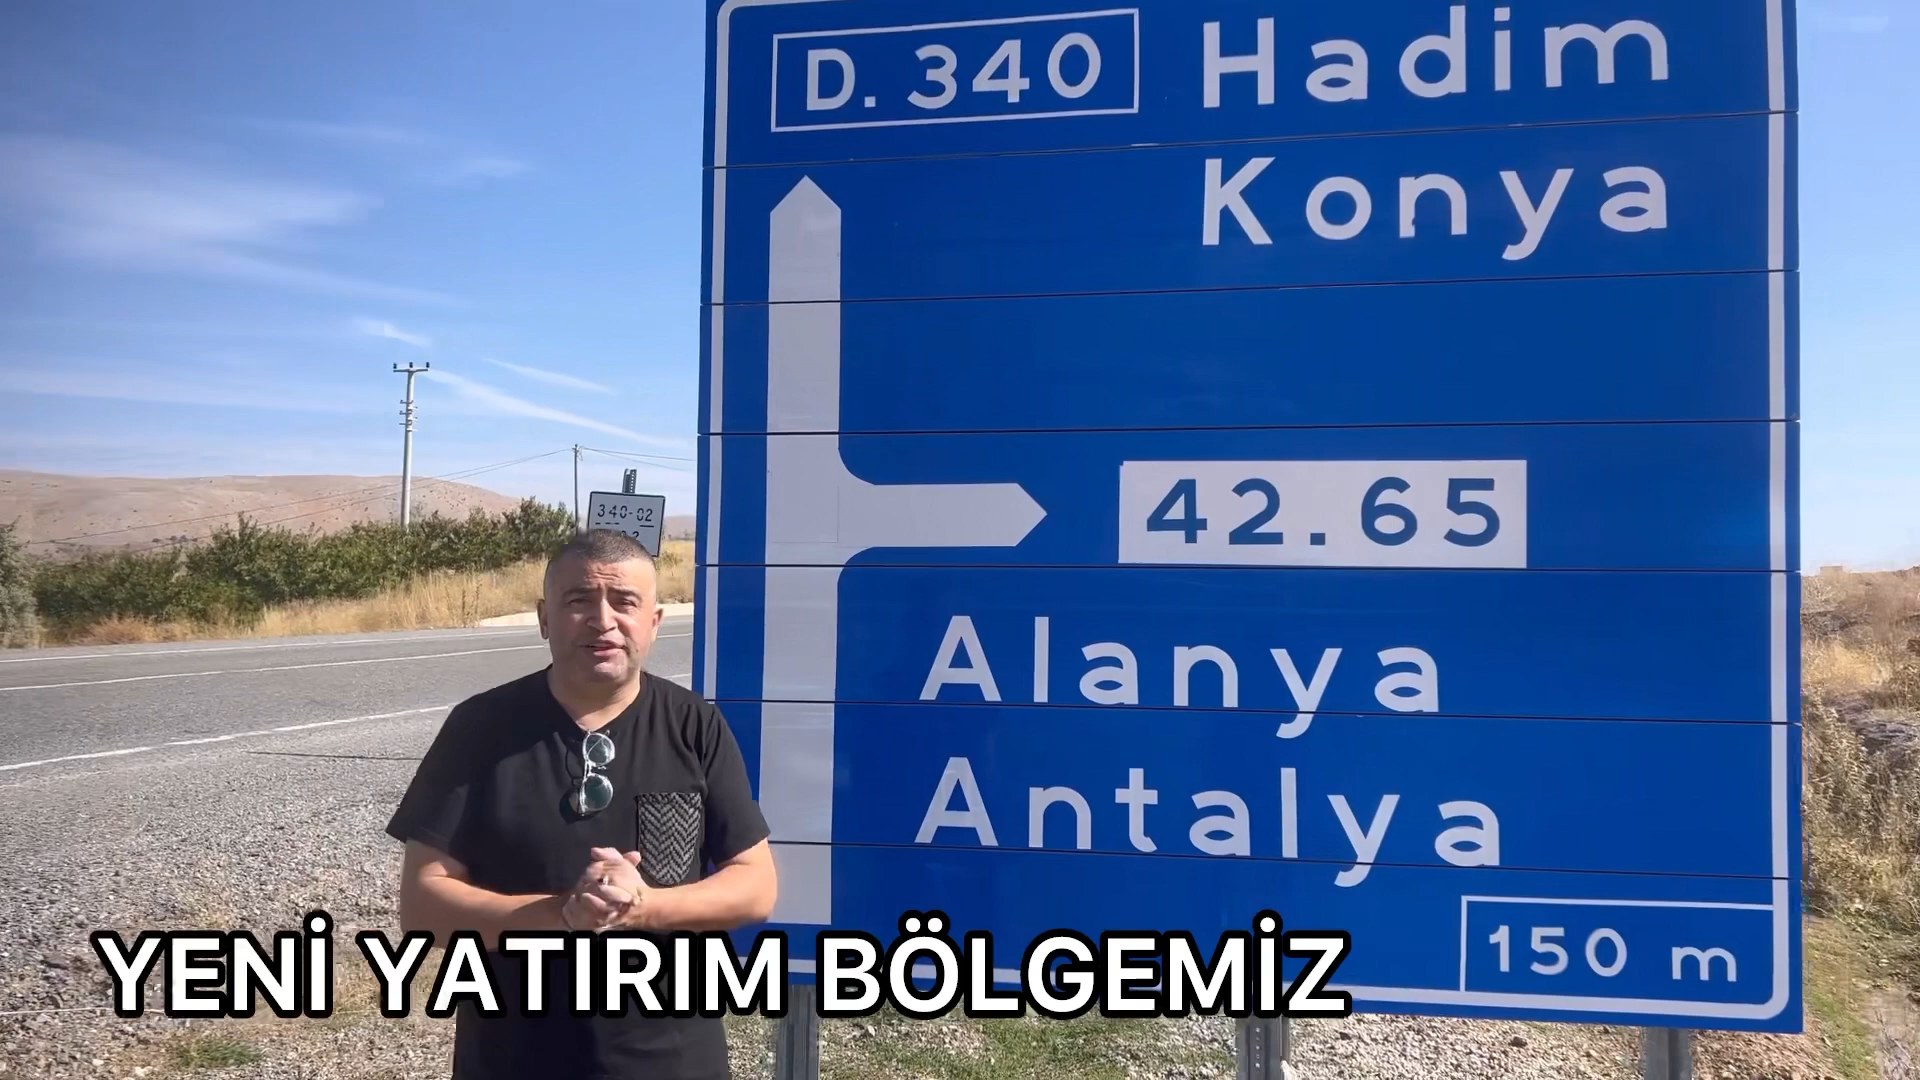 D. 340 Hadim
Konya
42.65
Alanya
Antalya
150 m
340-02
YENİ YATIRIM BÖLGEMİZ